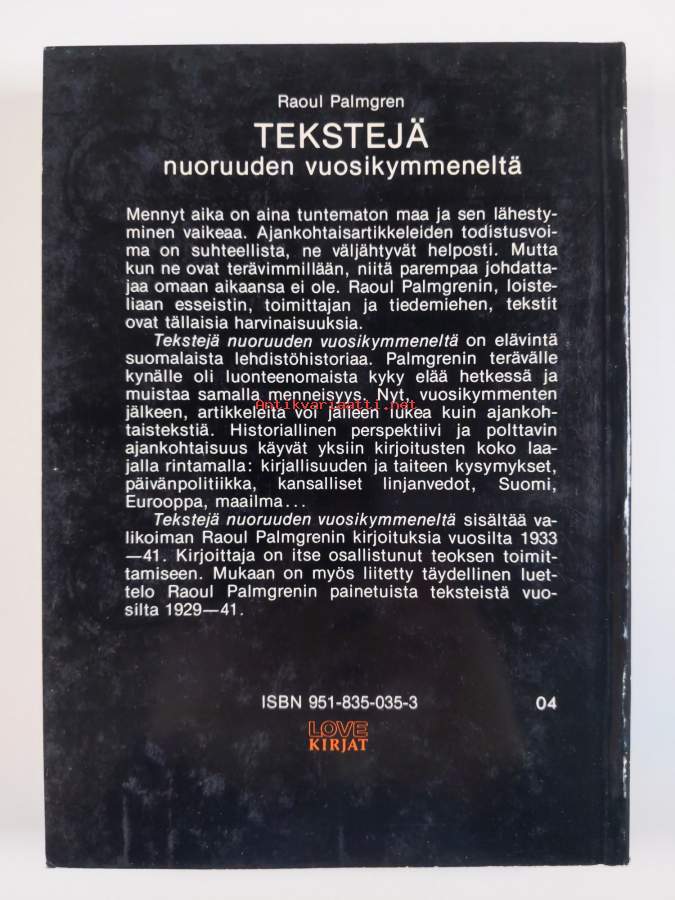 Raoul Palmgren
TEKSTEJÄ
nuoruuden vuosikymmeneltä
Mennyt aika on aina tuntematon maa ja sen lähesty-
minen vaikeaa. Ajankohtaisartikkeleiden todistusvoi-
ma on suhteellista, ne väljähtyvät helposti. Mutta
kun ne ovat terävimmillään, niitä parempaa johdatta-
jaa omaan aikaansa ei ole. Raoul Palmgrenin, loiste-
liaan esseistin, toimittajan ja tiedemiehen, tekstit
ovat tällaisia harvinaisuuksia.
Tekstejä nuoruuden vuosikymmeneltä on elävintä
suomalaista lehdistöhistoriaa. Palmgrenin terävälle
kynälle oli luonteenomaista kyky elää hetkessä ja
muistaa samalla menneisyys. Nyt, vuosikymmenten
Antikvariaatti.net
jälkeen, artikkeleita voi jälleen lukea kuin ajankoh-
taistekstiä. Historiallinen perspektiivi ja polttavin
ajankohtaisuus käyvät yksiin kirjoitusten koko laa-
jalla rintamalla: kirjallisuuden ja taiteen kysymykset,
päivänpolitiikka, kansalliset linjanvedot, Suomi,
Eurooppa, maailma...
Tekstejä nuoruuden vuosikymmeneltä sisältää va-
likoiman Raoul Palmgrenin kirjoituksia vuosilta 1933
—41. Kirjoittaja on itse osallistunut teoksen toimit-
tamiseen. Mukaan on myös liitetty täydellinen luet-
telo Raoul Palmgrenin painetuista teksteistä vuo-
silta 1929—41.
ISBN 951-835-035-3 04
LOVE
KIRJAT